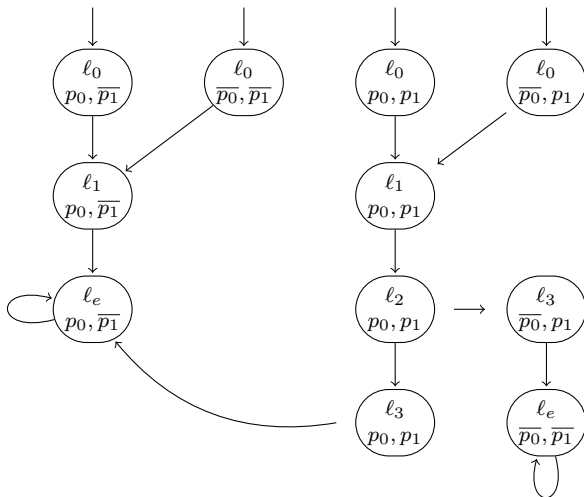 ℓ₀
p₀, p̅₁
ℓ₀
p̅₀, p̅₁
ℓ₀
p₀, p₁
ℓ₀
p̅₀, p₁
ℓ₁
p₀, p̅₁
ℓ₁
p₀, p₁
ℓₑ
p₀, p̅₁
ℓ₂
p₀, p₁
ℓ₃
p̅₀, p₁
ℓ₃
p₀, p₁
ℓₑ
p̅₀, p̅₁